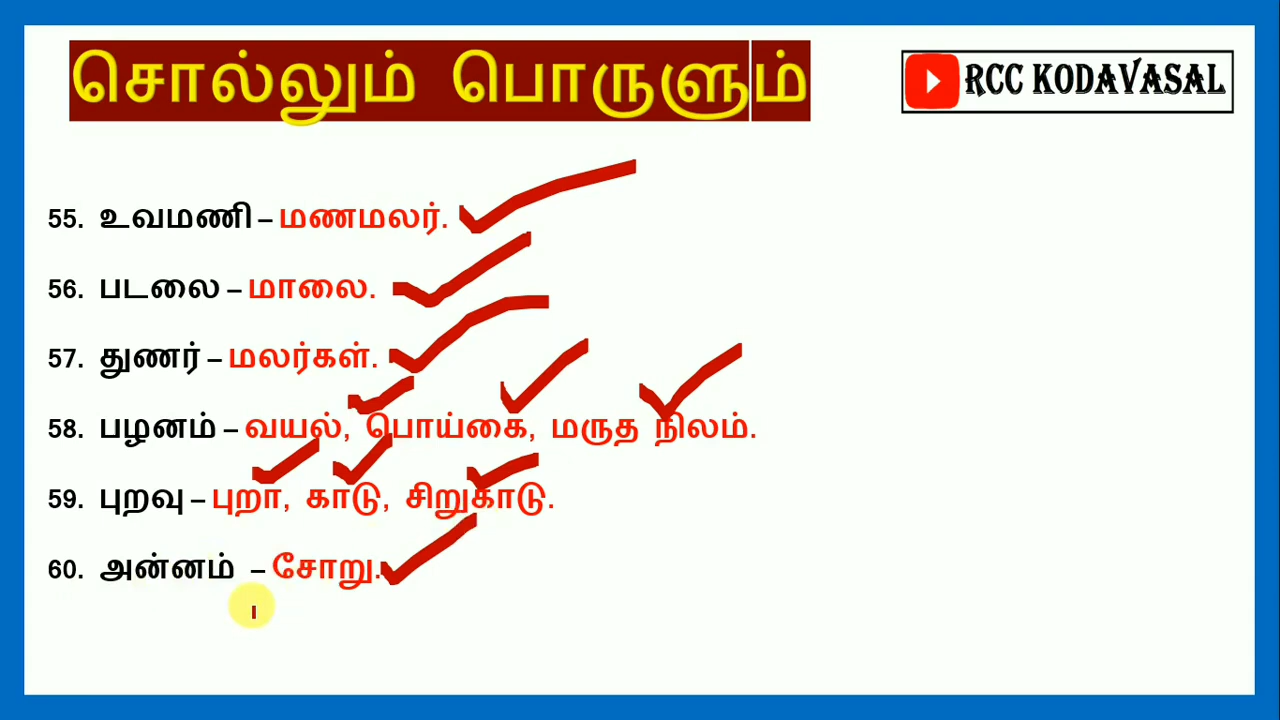 சொல்லும் பொருளும்
RCC KODAVASAL
55. உவமணி – மணமலர்.
56. படலை – மாலை.
57. துணர் – மலர்கள்.
58. பழனம் – வயல், பொய்கை, மருத நிலம்.
59. புறவு – புறா, காடு, சிறுகாடு.
60. அன்னம் – சோறு.